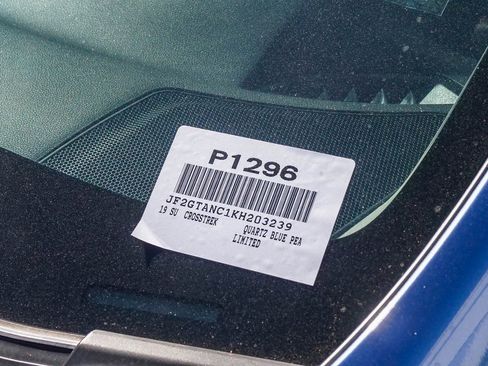 P1296
JF2GTANC1KH203239
19 SU CROSSTREK QUARTZ BLUE PEA
LIMITED